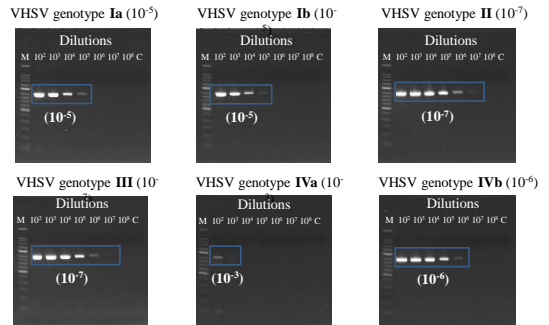 VHSV genotype Ia (10⁻⁵)
Dilutions
M 10² 10³ 10⁴ 10⁵ 10⁶ 10⁷ 10⁸ C
(10⁻⁵)
VHSV genotype Ib (10⁻
⁵)
Dilutions
M 10² 10³ 10⁴ 10⁵ 10⁶ 10⁷ 10⁸ C
(10⁻⁵)
VHSV genotype II (10⁻⁷)
Dilutions
M 10² 10³ 10⁴ 10⁵ 10⁶ 10⁷ 10⁸ C
(10⁻⁷)
VHSV genotype III (10⁻
⁷)
Dilutions
M 10² 10³ 10⁴ 10⁵ 10⁶ 10⁷ 10⁸ C
(10⁻⁷)
VHSV genotype IVa (10⁻
Dilutions
M 10² 10³ 10⁴ 10⁵ 10⁶ 10⁷ 10⁸ C
(10⁻³)
VHSV genotype IVb (10⁻⁶)
Dilutions
M 10² 10³ 10⁴ 10⁵ 10⁶ 10⁷ 10⁸ C
(10⁻⁶)